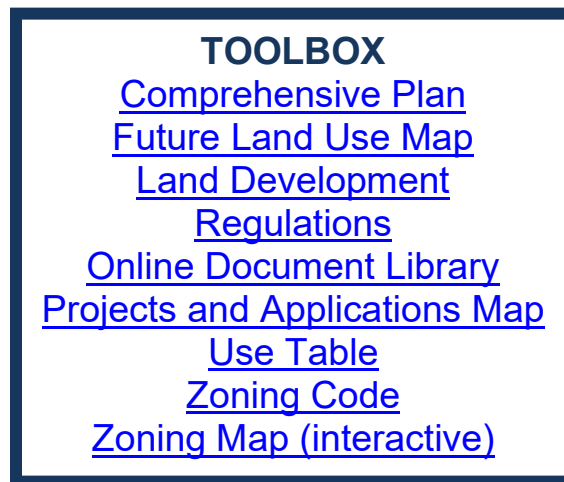 TOOLBOX
Comprehensive Plan
Future Land Use Map
Land Development
Regulations
Online Document Library
Projects and Applications Map
Use Table
Zoning Code
Zoning Map (interactive)